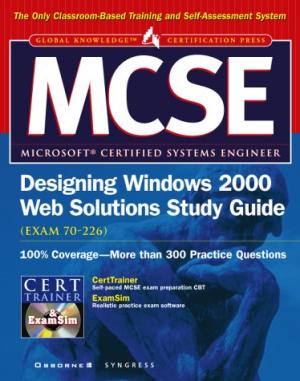 The Only Classroom-Based Training and Self-Assessment System
GLOBAL KNOWLEDGE™ CERTIFICATION PRESS
MCSE
MICROSOFT® CERTIFIED SYSTEMS ENGINEER
Designing Windows 2000
Web Solutions Study Guide
(EXAM 70-226)
100% Coverage—More than 300 Practice Questions
CERT
TRAINER
& ExamSim
CertTrainer
Self-paced MCSE exam preparation CBT
ExamSim
Realistic practice exam software
OSBORNE SYNGRESS